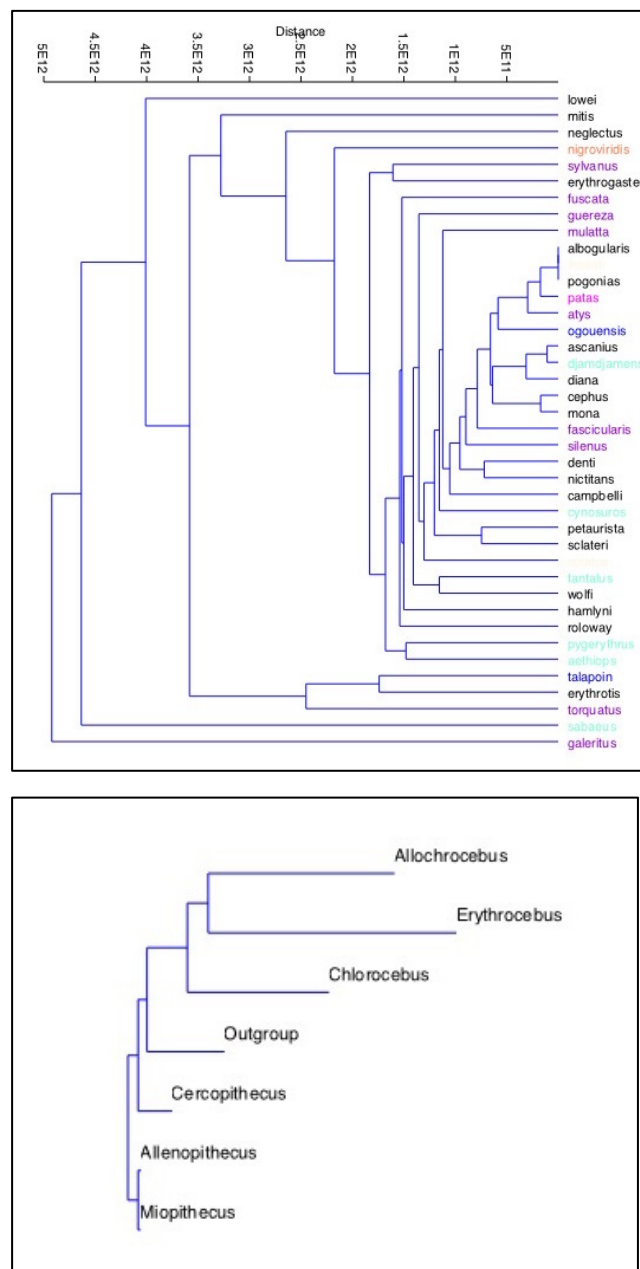 Distance
5E12
4.5E12
4E12
3.5E12
3E12
2.5E12
2E12
1.5E12
1E12
5E11
lowei
mitis
neglectus
nigroviridis
sylvanus
erythrogaste
fuscata
guereza
mulatta
albogularis
pogonias
patas
atys
ogouensis
ascanius
djamdjamens
diana
cephus
mona
fascicularis
silenus
denti
nictitans
campbelli
cynosuros
petaurista
sclateri
tantalus
wolfi
hamlyni
roloway
pygerythrus
aethiops
talapoin
erythrotis
torquatus
sabaeus
galeritus
Allochrocebus
Erythrocebus
Chlorocebus
Outgroup
Cercopithecus
Allenopithecus
Miopithecus